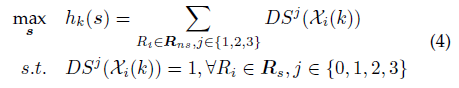 max_s h_k(s) = ∑_{R_i∈R_{ns}, j∈{1,2,3}} DS^j(𝒳_i(k)) (4)
s.t. DS^j(𝒳_i(k)) = 1, ∀R_i ∈ R_s, j ∈ {0, 1, 2, 3}